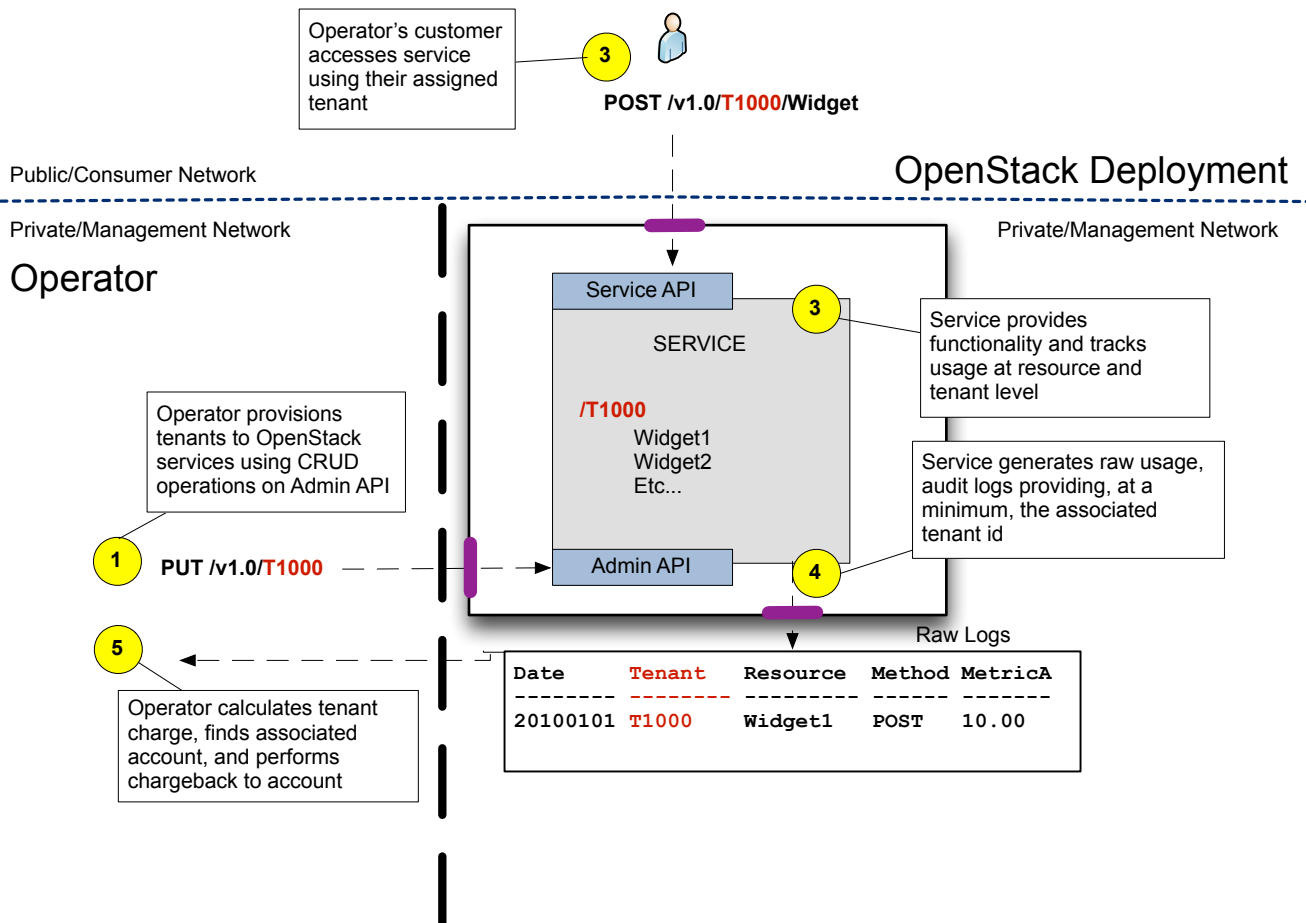 Operator's customer
accesses service
using their assigned
tenant
3
POST /v1.0/T1000/Widget
Public/Consumer Network
OpenStack Deployment
Private/Management Network
Private/Management Network
Operator
Service API
3
SERVICE
Service provides
functionality and tracks
usage at resource and
tenant level
/T1000
Widget1
Widget2
Etc...
Operator provisions
tenants to OpenStack
services using CRUD
operations on Admin API
Service generates raw usage,
audit logs providing, at a
minimum, the associated
tenant id
1
PUT /v1.0/T1000
Admin API
4
5
Raw Logs
Operator calculates tenant
charge, finds associated
account, and performs
chargeback to account
Date Tenant Resource Method MetricA
-------- -------- --------- ------ -------
20100101 T1000 Widget1 POST 10.00